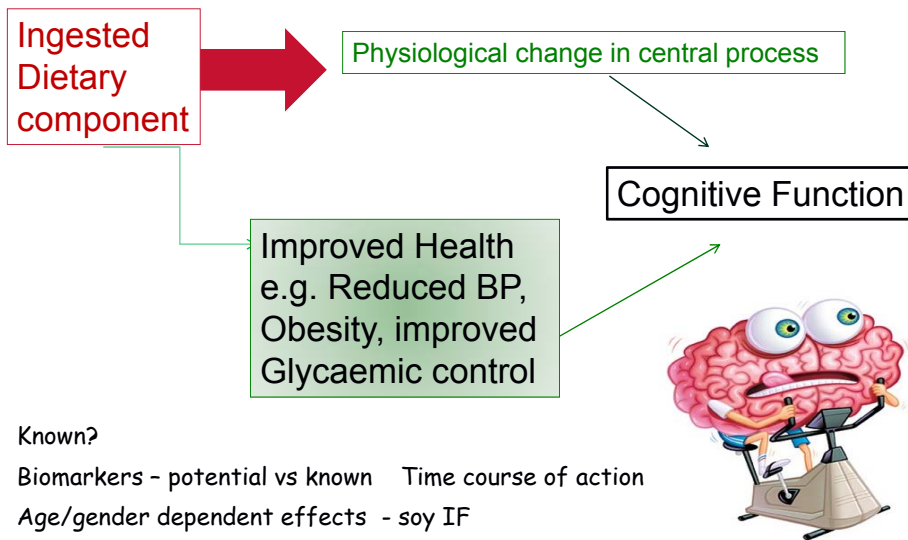 Ingested
Dietary
component
Physiological change in central process
Cognitive Function
Improved Health
e.g. Reduced BP,
Obesity, improved
Glycaemic control
Known?
Biomarkers – potential vs known Time course of action
Age/gender dependent effects - soy IF